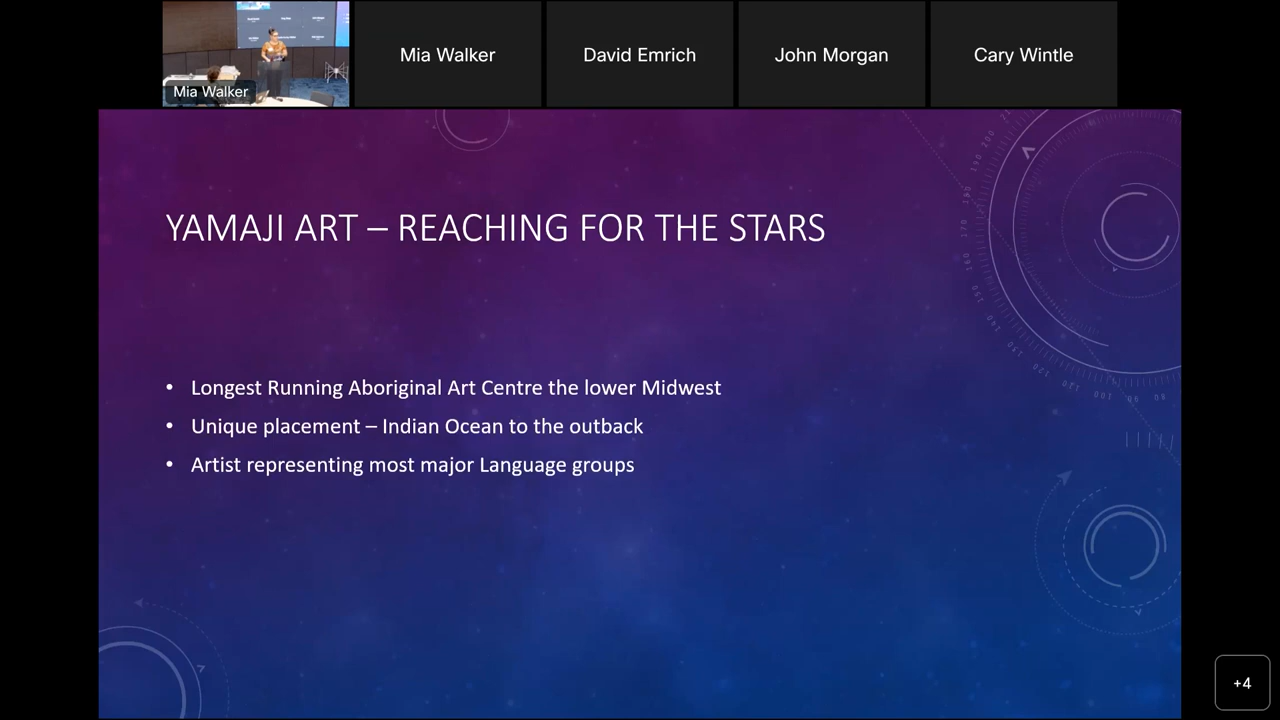 Mia Walker
Mia Walker
David Emrich
John Morgan
Cary Wintle
YAMAJI ART – REACHING FOR THE STARS
• Longest Running Aboriginal Art Centre the lower Midwest
• Unique placement – Indian Ocean to the outback
• Artist representing most major Language groups
+4